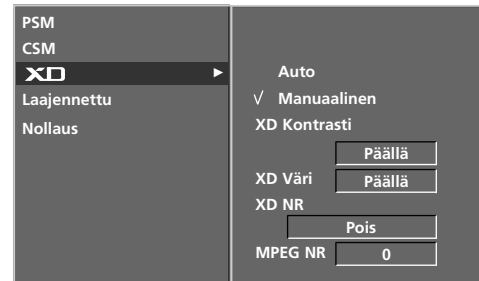 PSM
CSM
XD
Laajennettu
Nollaus
Auto
√ Manuaalinen
XD Kontrasti
Päällä
XD Väri Päällä
XD NR
Pois
MPEG NR 0